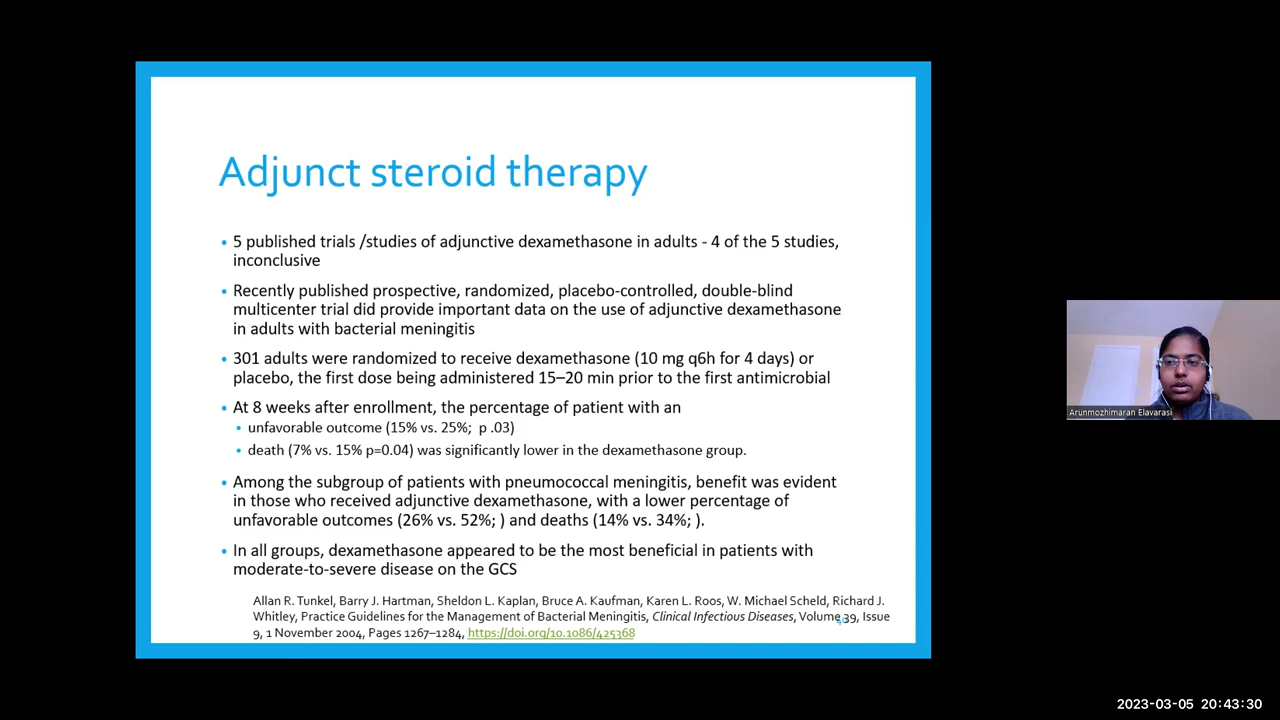 Adjunct steroid therapy
• 5 published trials /studies of adjunctive dexamethasone in adults - 4 of the 5 studies,
inconclusive
• Recently published prospective, randomized, placebo-controlled, double-blind
multicenter trial did provide important data on the use of adjunctive dexamethasone
in adults with bacterial meningitis
• 301 adults were randomized to receive dexamethasone (10 mg q6h for 4 days) or
placebo, the first dose being administered 15–20 min prior to the first antimicrobial
• At 8 weeks after enrollment, the percentage of patient with an
• unfavorable outcome (15% vs. 25%; p .03)
• death (7% vs. 15% p=0.04) was significantly lower in the dexamethasone group.
• Among the subgroup of patients with pneumococcal meningitis, benefit was evident
in those who received adjunctive dexamethasone, with a lower percentage of
unfavorable outcomes (26% vs. 52%; ) and deaths (14% vs. 34%; ).
• In all groups, dexamethasone appeared to be the most beneficial in patients with
moderate-to-severe disease on the GCS
Allan R. Tunkel, Barry J. Hartman, Sheldon L. Kaplan, Bruce A. Kaufman, Karen L. Roos, W. Michael Scheld, Richard J.
Whitley, Practice Guidelines for the Management of Bacterial Meningitis, Clinical Infectious Diseases, Volume 39, Issue
9, 1 November 2004, Pages 1267–1284, https://doi.org/10.1086/425368
Arunmozhimaran Elavarasi
2023-03-05 20:43:30